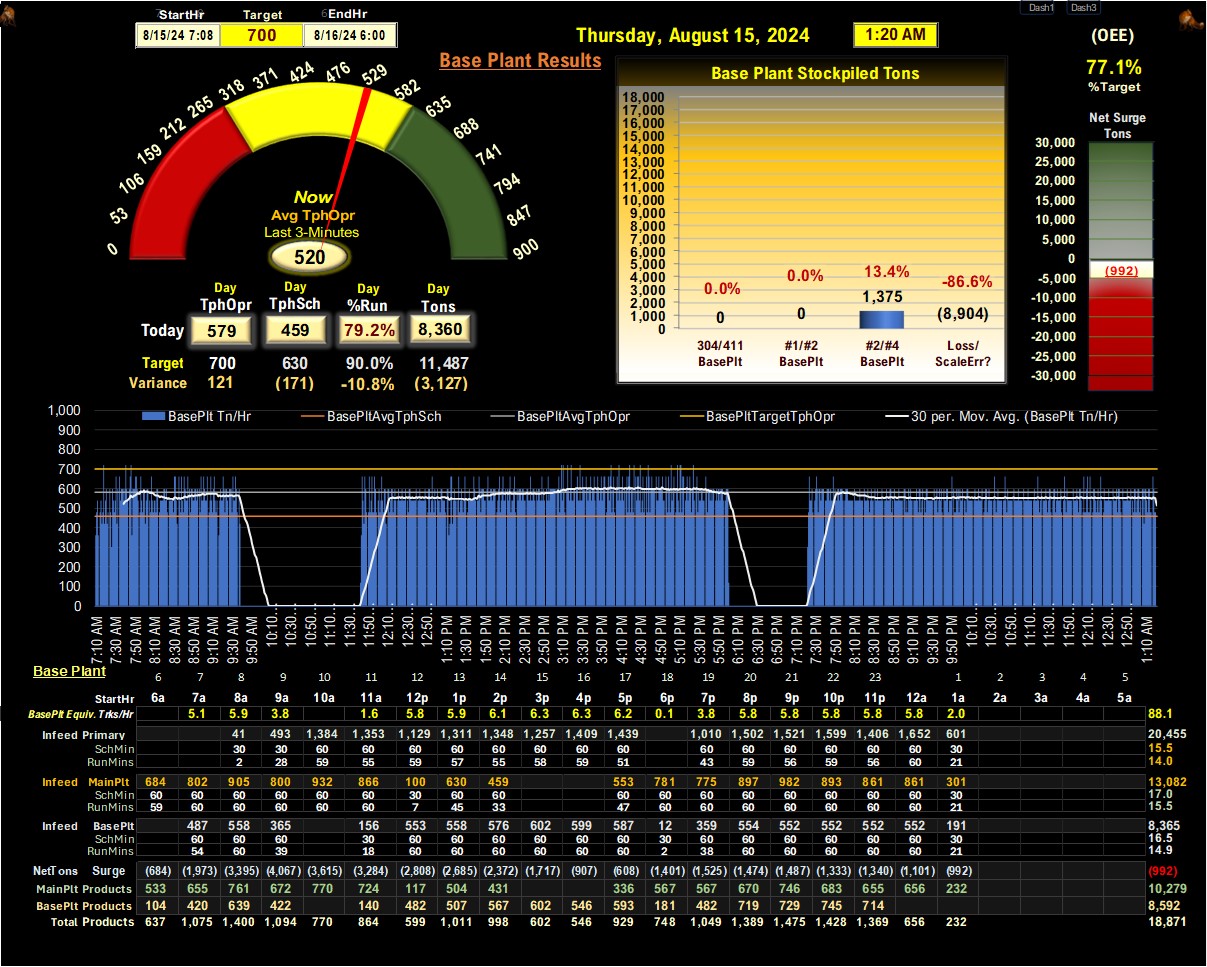 StartHr Target EndHr
8/15/24 7:08 700 8/16/24 6:00
Dash1 Dash3
Thursday, August 15, 2024 1:20 AM
(OEE)
77.1%
%Target
Base Plant Results
0 53 106 159 212 265 318 371 424 476 529 582 635 688 741 794 847 900
Now
Avg TphOpr
Last 3-Minutes
520
Day Day Day Day
TphOpr TphSch %Run Tons
Today 579 459 79.2% 8,360
Target 700 630 90.0% 11,487
Variance 121 (171) -10.8% (3,127)
Base Plant Stockpiled Tons
18,000
17,000
16,000
15,000
14,000
13,000
12,000
11,000
10,000
9,000
8,000
7,000
6,000
5,000
4,000
3,000
2,000
1,000
0
0.0% 0.0% 13.4% -86.6%
0 0 1,375 (8,904)
304/411 #1/#2 #2/#4 Loss/
BasePlt BasePlt BasePlt ScaleErr?
Net Surge
Tons
30,000
25,000
20,000
15,000
10,000
5,000
0
-5,000
-10,000
-15,000
-20,000
-25,000
-30,000
(992)
BasePlt Tn/Hr BasePltAvgTphSch BasePltAvgTphOpr BasePltTargetTphOpr 30 per. Mov. Avg. (BasePlt Tn/Hr)
1,000
900
800
700
600
500
400
300
200
100
0
7:10 AM 7:30 AM 7:50 AM 8:10 AM 8:30 AM 9:10 AM 9:30 AM 9:50 AM 10:10... 10:30... 10:50... 11:10... 11:30... 11:50... 12:10... 12:30... 12:50... 1:10 PM 1:30 PM 1:50 PM 2:10 PM 2:30 PM 2:50 PM 3:10 PM 3:30 PM 3:50 PM 4:10 PM 4:50 PM 5:10 PM 5:30 PM 5:50 PM 6:10 PM 6:30 PM 6:50 PM 7:10 PM 7:30 PM 7:50 PM 8:10 PM 8:30 PM 8:50 PM 9:10 PM 9:30 PM 9:50 PM 10:10... 10:30... 10:50... 11:10... 11:30... 11:50... 12:10... 12:30... 12:50... 1:10 AM
Base Plant 6 7 8 9 10 11 12 13 14 15 16 17 18 19 20 21 22 23 1 2 3 4 5
StartHr 6a 7a 8a 9a 10a 11a 12p 1p 2p 3p 4p 5p 6p 7p 8p 9p 10p 11p 12a 1a 2a 3a 4a 5a
BasePlt Equiv. Trks/Hr 5.1 5.9 3.8 1.6 5.8 5.9 6.1 6.3 6.3 6.2 0.1 3.8 5.8 5.8 5.8 5.8 5.8 2.0 88.1
Infeed Primary 41 493 1,384 1,353 1,129 1,311 1,348 1,257 1,409 1,439 1,010 1,502 1,521 1,599 1,406 1,652 601 20,455
SchMin 30 30 60 60 60 60 60 60 60 60 60 60 60 60 60 60 30 15.5
RunMins 2 28 59 55 59 57 55 58 59 51 43 59 56 59 56 60 21 14.0
Infeed MainPlt 684 802 905 800 932 866 100 630 459 553 781 775 897 982 893 861 861 301 13,082
SchMin 60 60 60 60 60 60 30 60 30 60 60 60 60 60 60 60 60 30 17.0
RunMins 59 60 60 60 60 60 7 45 33 47 60 60 60 60 60 60 60 21 15.5
Infeed BasePlt 487 558 365 156 553 558 576 602 599 587 12 359 554 552 552 552 552 191 8,365
SchMin 60 60 60 30 60 60 60 60 60 60 30 60 60 60 60 60 60 30 16.5
RunMins 54 60 39 18 60 60 60 60 60 60 2 38 60 60 60 60 60 21 14.9
NetTons Surge (684) (1,973) (3,395) (4,067) (3,615) (3,284) (2,808) (2,685) (2,372) (1,717) (907) (608) (1,401) (1,525) (1,474) (1,487) (1,333) (1,340) (1,101) (992) (992)
MainPlt Products 533 655 761 672 770 724 117 504 431 336 567 567 670 746 683 655 656 232 10,279
BasePlt Products 104 420 639 422 140 482 507 567 602 546 593 181 482 719 729 745 714 8,592
Total Products 637 1,075 1,400 1,094 770 864 599 1,011 998 602 546 929 748 1,049 1,389 1,475 1,428 1,369 656 232 18,871